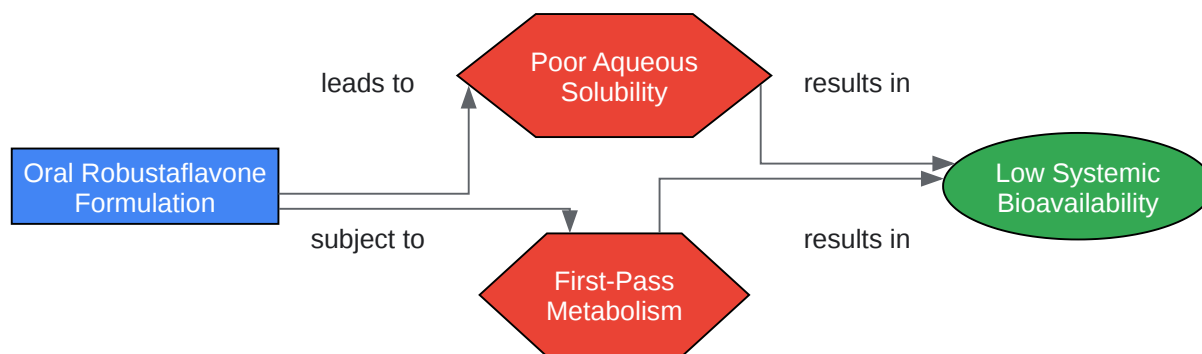 Poor Aqueous
Solubility
leads to
results in
Oral Robustaflavone
Formulation
Low Systemic
Bioavailability
subject to
results in
First-Pass
Metabolism